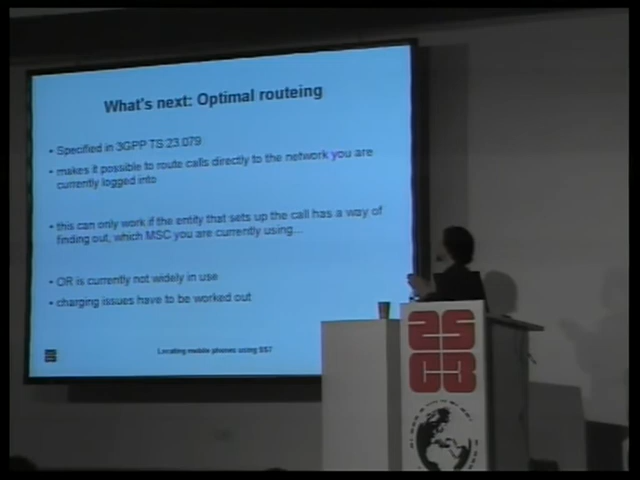 What's next: Optimal routeing
• Specified in 3GPP TS 23.079
• makes it possible to route calls directly to the network you are
currently logged into
• this can only work if the entity that sets up the call has a way of
finding out, which MSC you are currently using...
• OR is currently not widely in use
• charging issues have to be worked out
Locating mobile phones using SS7
25
C3